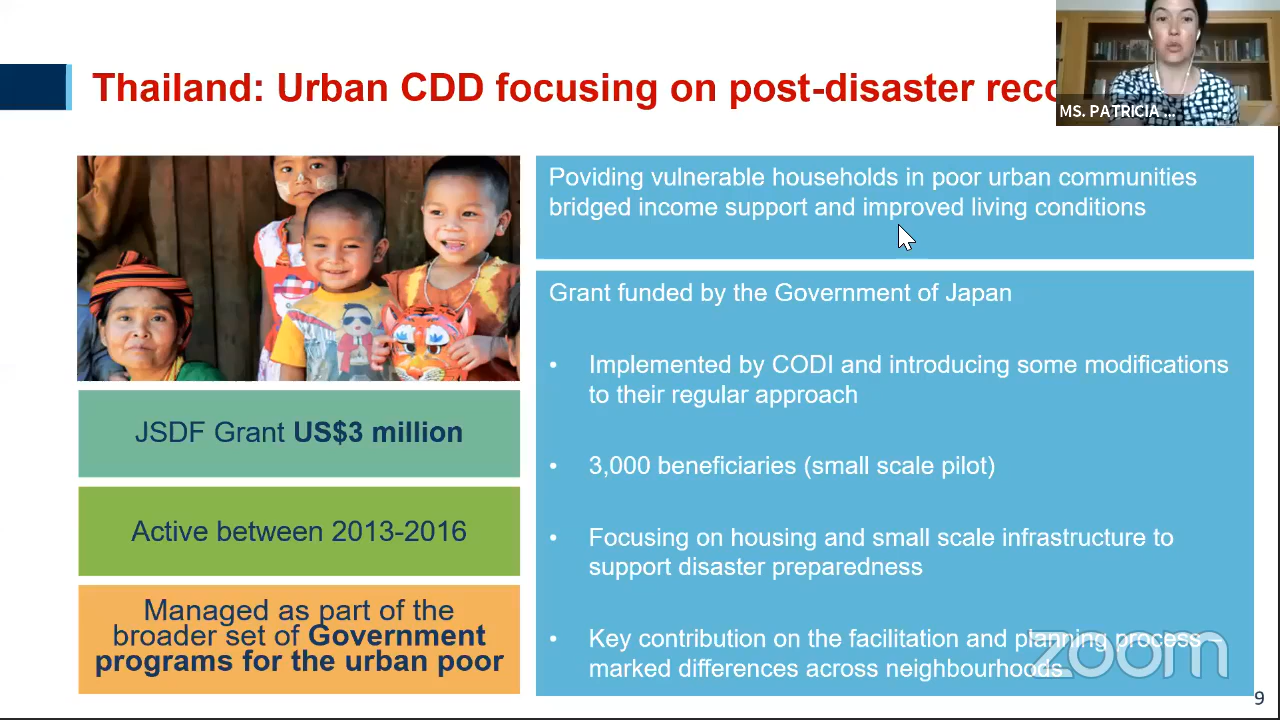 Thailand: Urban CDD focusing on post-disaster reco
MS. PATRICIA ...
Poviding vulnerable households in poor urban communities
bridged income support and improved living conditions
JSDF Grant US$3 million
Active between 2013-2016
Managed as part of the
broader set of Government
programs for the urban poor
Grant funded by the Government of Japan
• Implemented by CODI and introducing some modifications
to their regular approach
• 3,000 beneficiaries (small scale pilot)
• Focusing on housing and small scale infrastructure to
support disaster preparedness
• Key contribution on the facilitation and planning process –
marked differences across neighbourhoods
zoom
9